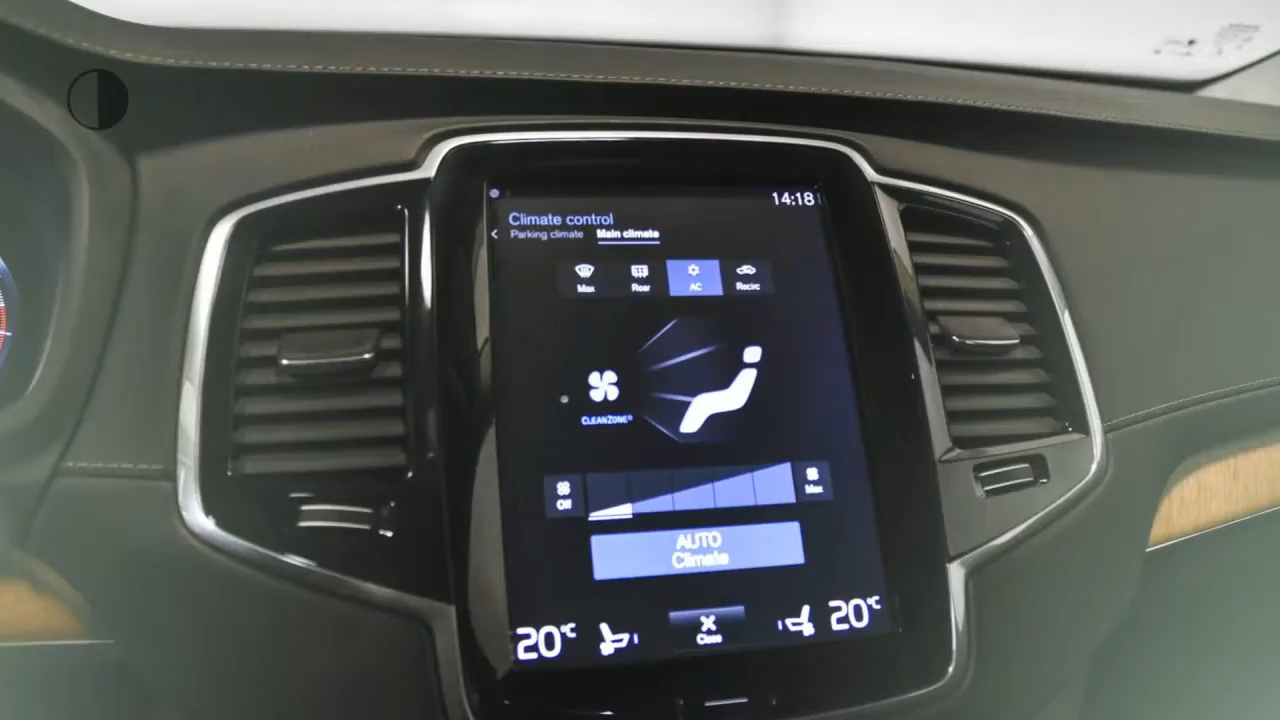 14:18
Climate control
Parking climate Main climate
Max Rear AC Recirc
CLEANZONE®
Off Max
AUTO
Climate
20°C Close 20°C